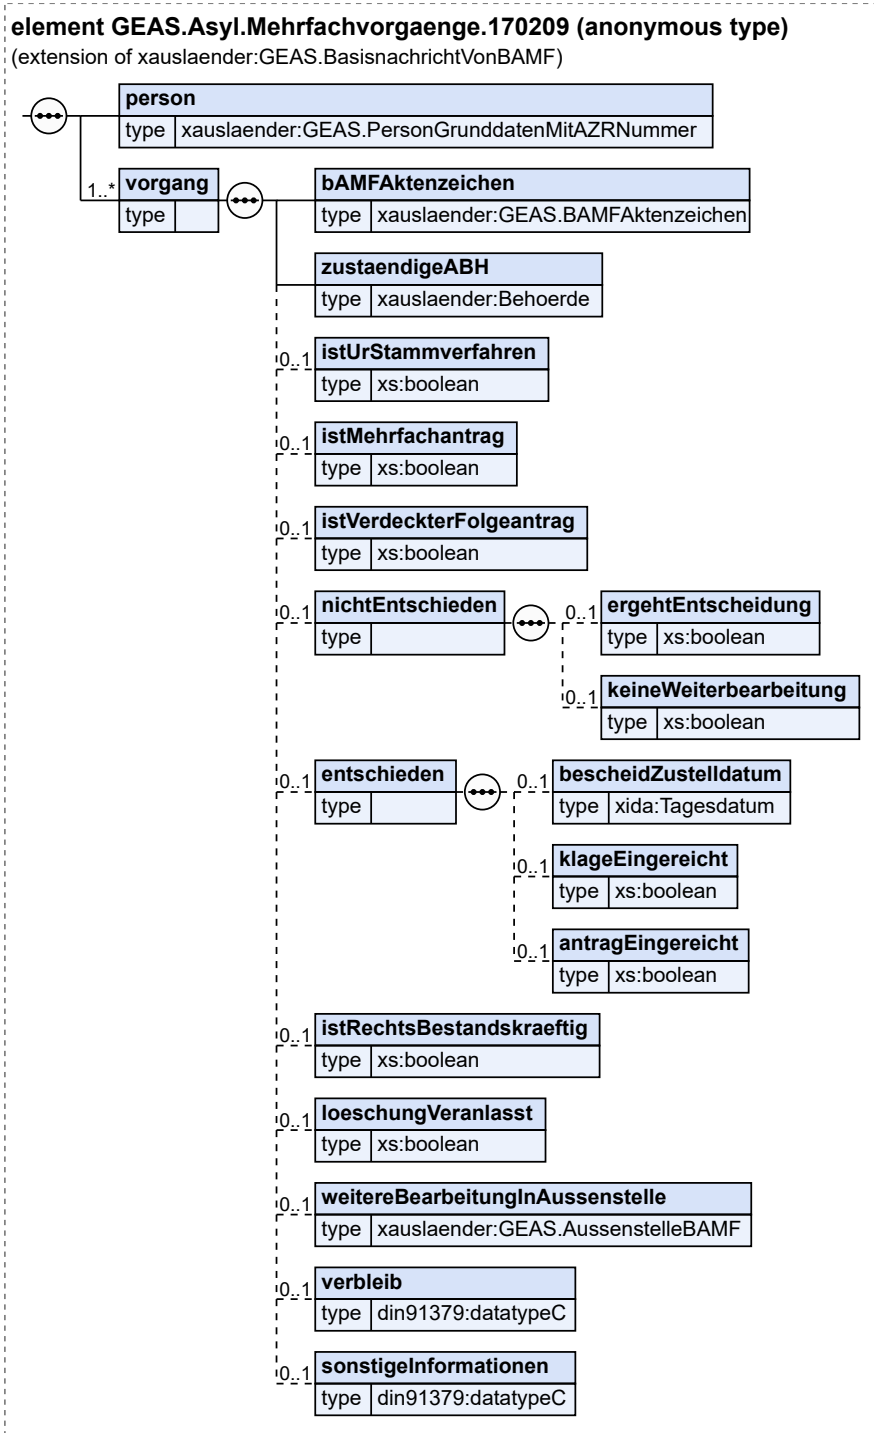 element GEAS.Asyl.Mehrfachvorgaenge.170209 (anonymous type)
(extension of xauslaender:GEAS.BasisnachrichtVonBAMF)
person
type xauslaender:GEAS.PersonGrunddatenMitAZRNummer
1..* vorgang
type
bAMFAktenzeichen
type xauslaender:GEAS.BAMFAktenzeichen
zustaendigeABH
type xauslaender:Behoerde
0..1 istUrStammverfahren
type xs:boolean
0..1 istMehrfachantrag
type xs:boolean
0..1 istVerdeckterFolgeantrag
type xs:boolean
0..1 nichtEntschieden
type
0..1 ergehtEntscheidung
type xs:boolean
0..1 keineWeiterbearbeitung
type xs:boolean
0..1 entschieden
type
0..1 bescheidZustelldatum
type xida:Tagesdatum
0..1 klageEingereicht
type xs:boolean
0..1 antragEingereicht
type xs:boolean
0..1 istRechtsBestandskraeftig
type xs:boolean
0..1 loeschungVeranlasst
type xs:boolean
0..1 weitereBearbeitungInAussenstelle
type xauslaender:GEAS.AussenstelleBAMF
0..1 verbleib
type din91379:datatypeC
0..1 sonstigeInformationen
type din91379:datatypeC